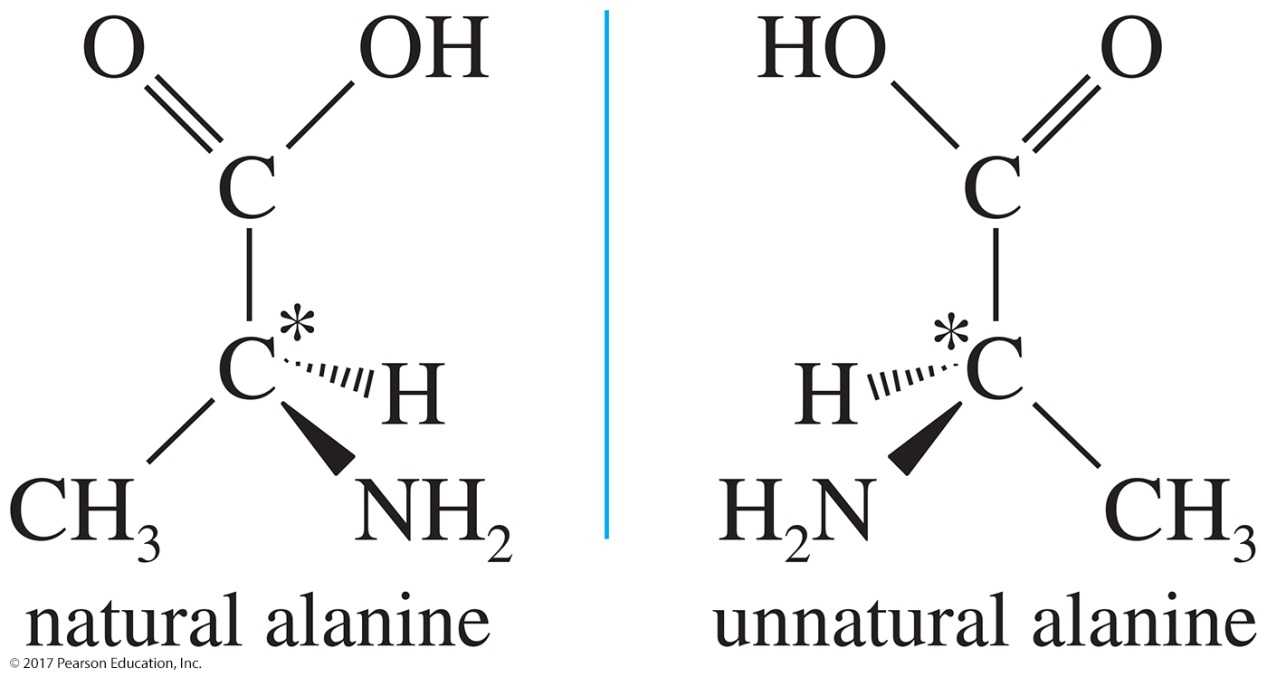 O OH HO O
C C
* *
C H H C
CH₃ NH₂ H₂N CH₃
natural alanine unnatural alanine
© 2017 Pearson Education, Inc.